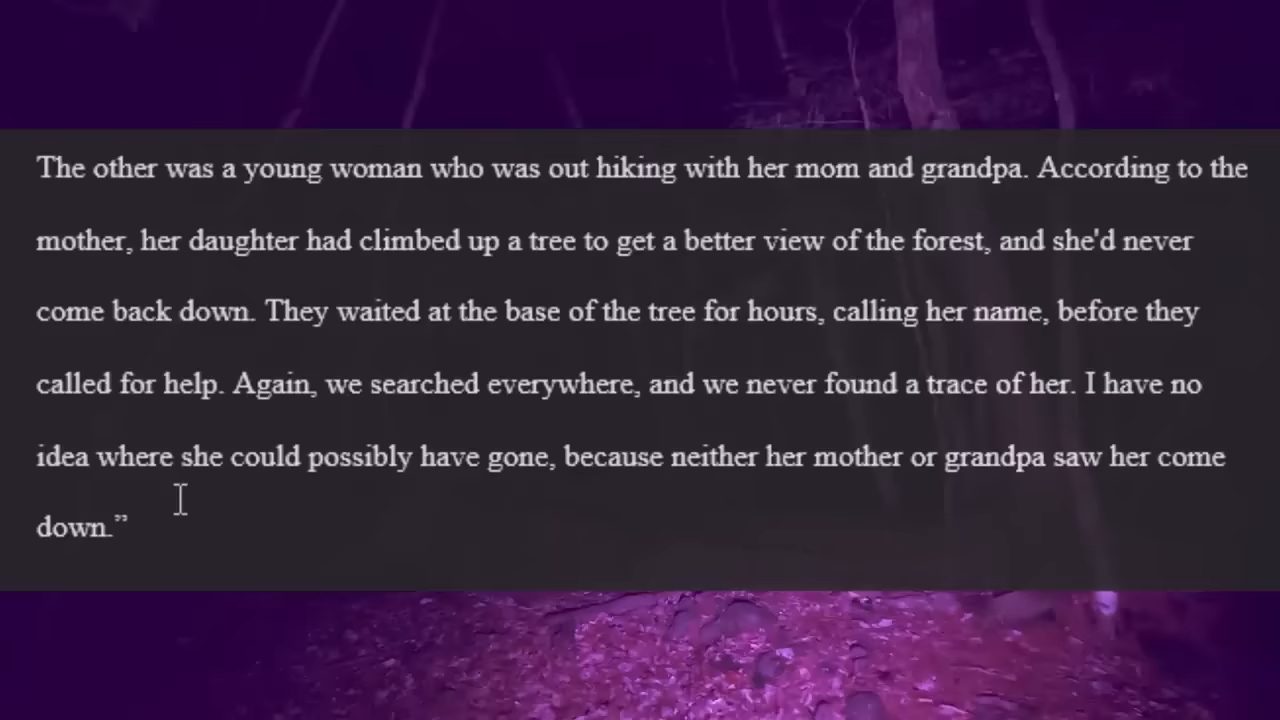 The other was a young woman who was out hiking with her mom and grandpa. According to the
mother, her daughter had climbed up a tree to get a better view of the forest, and she'd never
come back down. They waited at the base of the tree for hours, calling her name, before they
called for help. Again, we searched everywhere, and we never found a trace of her. I have no
idea where she could possibly have gone, because neither her mother or grandpa saw her come
down.”